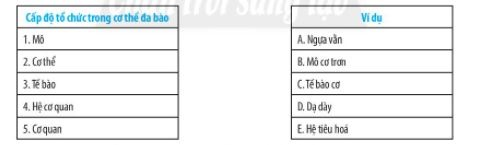 Cấp độ tổ chức trong cơ thể đa bào
1. Mô
2. Cơ thể
3. Tế bào
4. Hệ cơ quan
5. Cơ quan
Ví dụ
A. Ngựa vằn
B. Mô cơ trơn
C. Tế bào cơ
D. Dạ dày
E. Hệ tiêu hoá